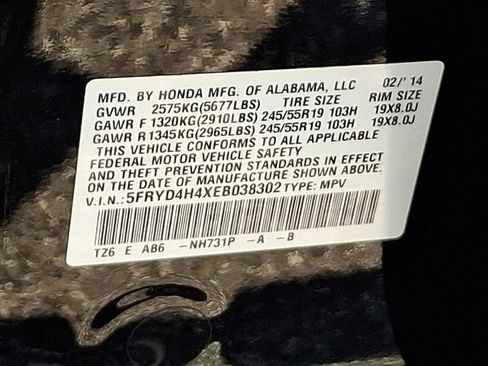 MFD. BY HONDA MFG. OF ALABAMA, LLC 02/'14
GVWR 2575KG(5677LBS) TIRE SIZE RIM SIZE
GAWR F 1320KG(2910LBS) 245/55R19 103H 19X8.0J
GAWR R1345KG(2965LBS) 245/55R19 103H 19X8.0J
THIS VEHICLE CONFORMS TO ALL APPLICABLE
FEDERAL MOTOR VEHICLE SAFETY
AND THEFT PREVENTION STANDARDS IN EFFECT
ON THE DATE OF MANUFACTURE SHOWN ABOVE.
V.I.N.: 5FRYD4H4XEB038302 TYPE: MPV
TZ6 E AB6 -NH731P -A -B